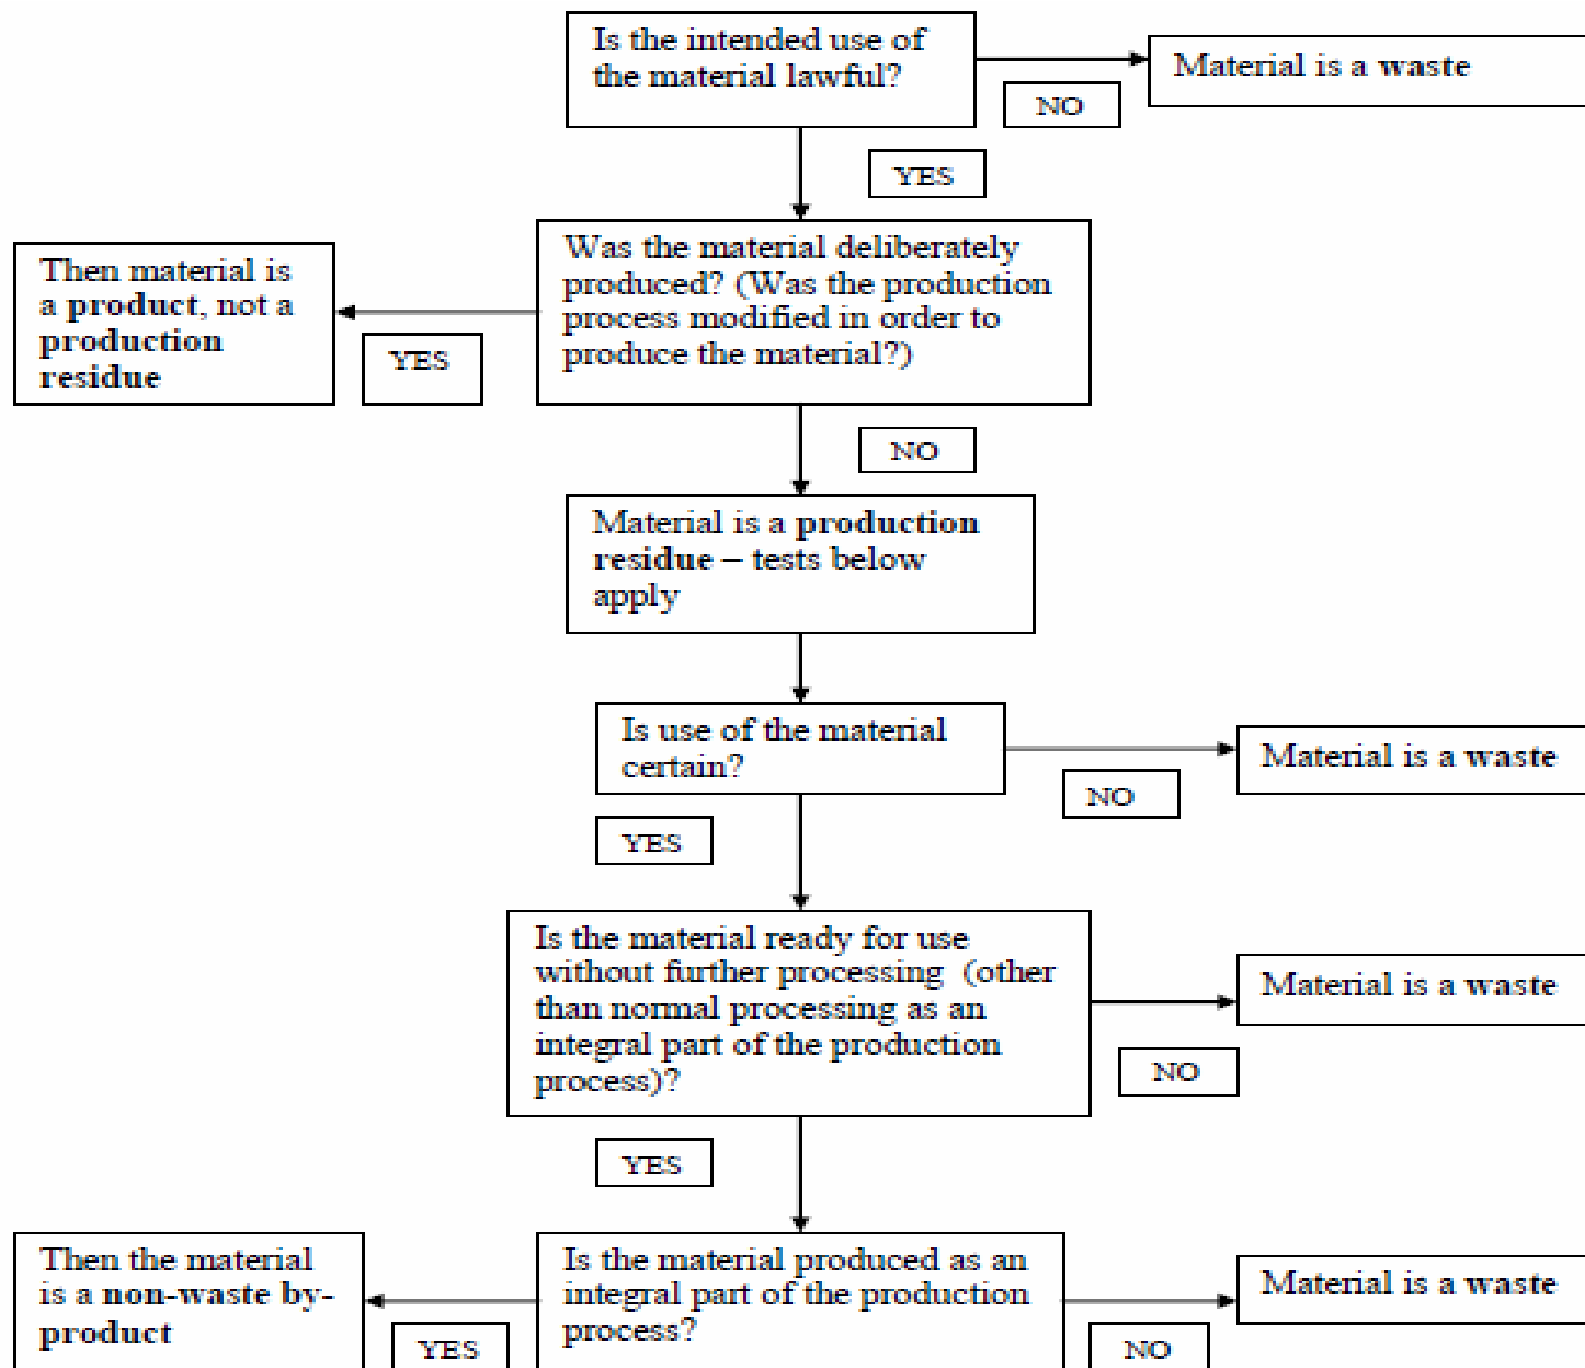 Is the intended use of
the material lawful?
Material is a waste
NO
YES
Was the material deliberately
produced? (Was the production
process modified in order to
produce the material?)
Then material is
a product, not a
production
residue
YES
NO
Material is a production
residue – tests below
apply
Is use of the material
certain?
Material is a waste
NO
YES
Is the material ready for use
without further processing (other
than normal processing as an
integral part of the production
process)?
Material is a waste
NO
YES
Then the material
is a non-waste by-
product
Is the material produced as an
integral part of the production
process?
Material is a waste
YES
NO